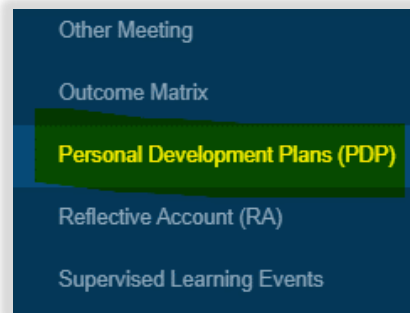 Other Meeting
Outcome Matrix
Personal Development Plans (PDP)
Reflective Account (RA)
Supervised Learning Events